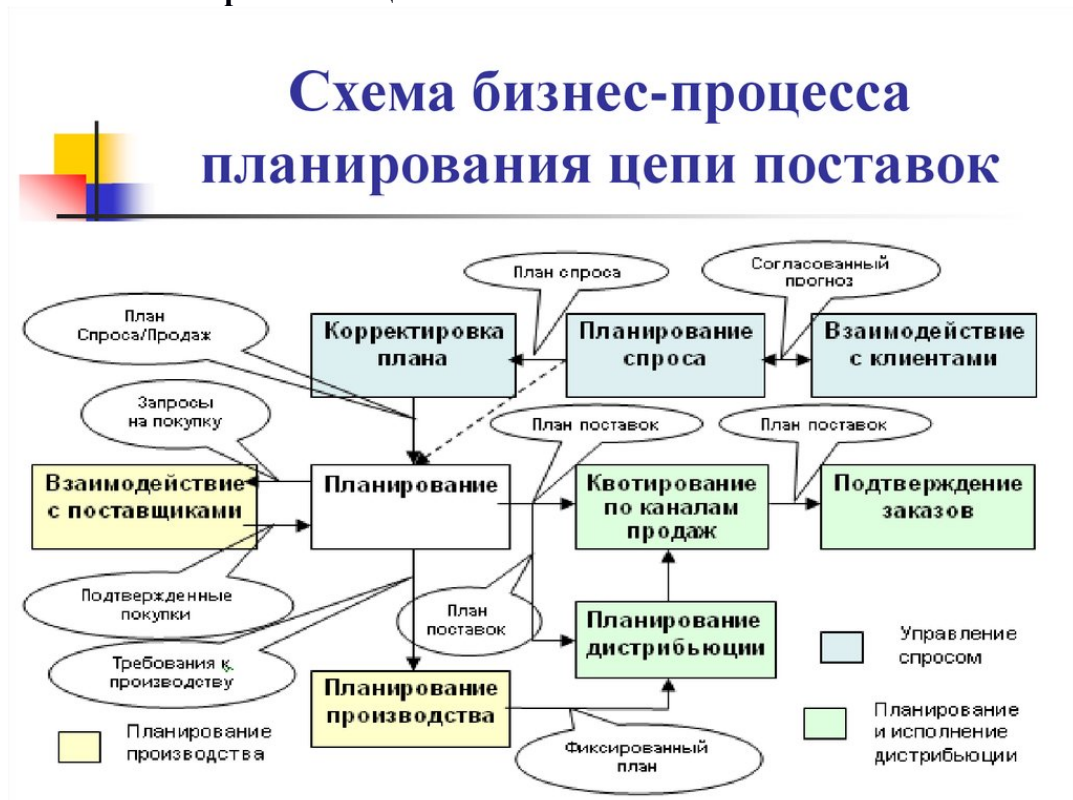 Схема бизнес-процесса
планирования цепи поставок
План спроса
Согласованный
прогноз
План
Спроса/Продаж
Корректировка
плана
Планирование
спроса
Взаимодействие
с клиентами
Запросы
на покупку
План поставок
План поставок
Взаимодействие
с поставщиками
Планирование
Квотирование
по каналам
продаж
Подтверждение
заказов
Подтвержденные
покупки
План
поставок
Планирование
дистрибьюции
Управление
спросом
Требования к
производству
Планирование
производства
Планирование
производства
Фиксированный
план
Планирование
и исполнение
дистрибьюции